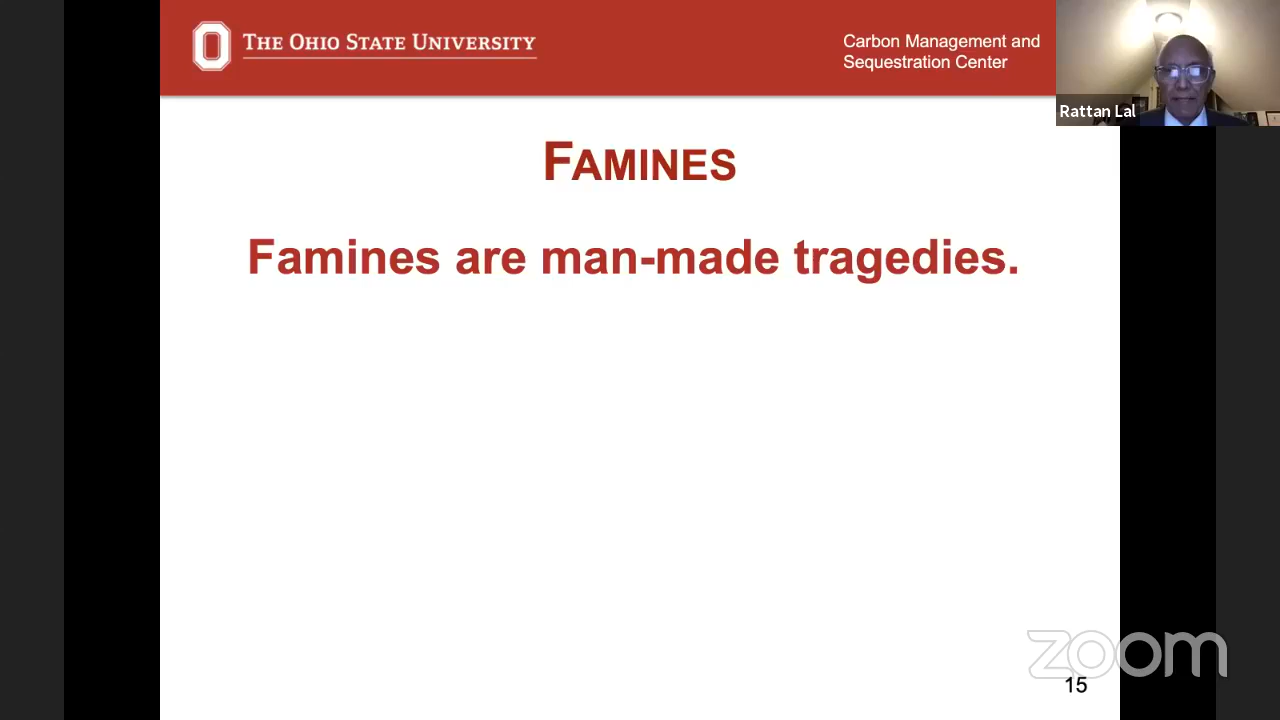 THE OHIO STATE UNIVERSITY
Carbon Management and
Sequestration Center
Rattan Lal
FAMINES
Famines are man-made tragedies.
zoom
15